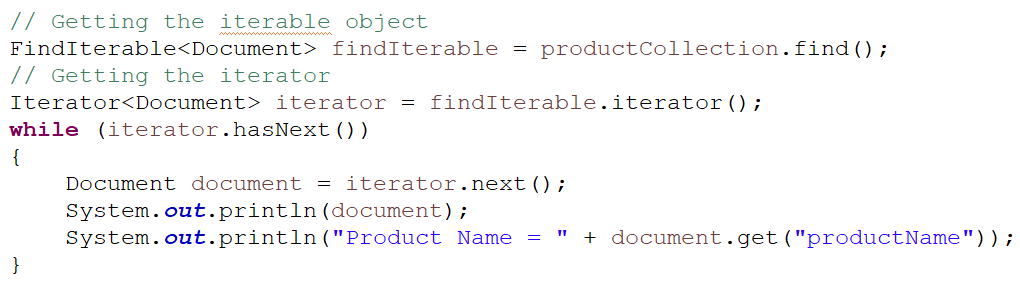 // Getting the iterable object
FindIterable<Document> findIterable = productCollection.find();
// Getting the iterator
Iterator<Document> iterator = findIterable.iterator();
while (iterator.hasNext())
{
    Document document = iterator.next();
    System.out.println(document);
    System.out.println("Product Name = " + document.get("productName"));
}